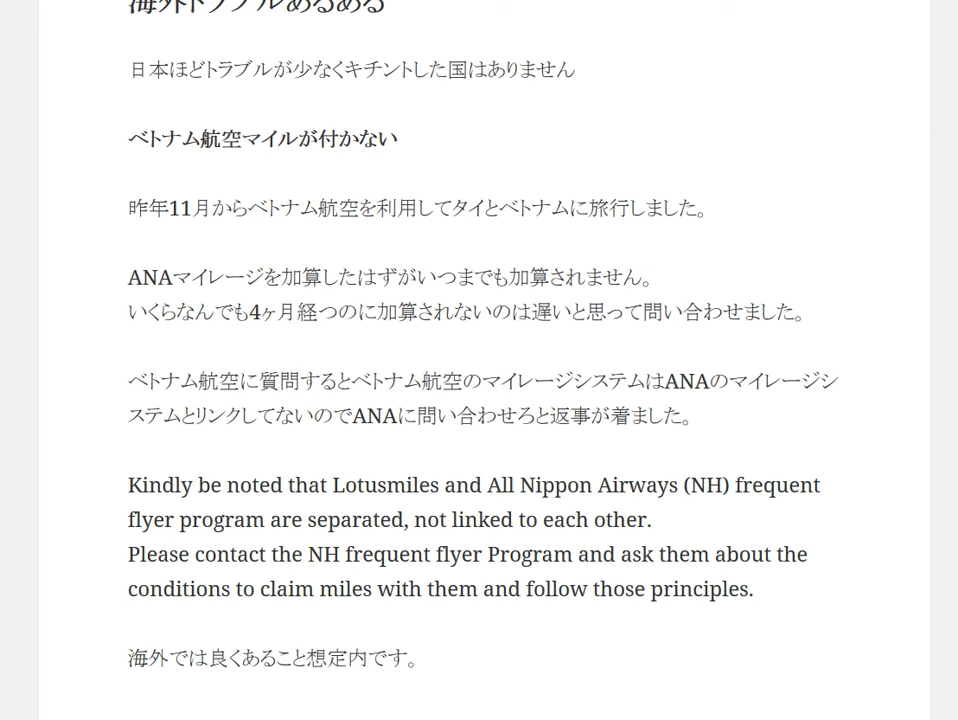 海外トラブルあるある
日本ほどトラブルが少なくキチントした国はありません
ベトナム航空マイルが付かない
昨年11月からベトナム航空を利用してタイとベトナムに旅行しました。
ANAマイレージを加算したはずがいつまでも加算されません。
いくらなんでも4ヶ月経つのに加算されないのは遅いと思って問い合わせました。
ベトナム航空に質問するとベトナム航空のマイレージシステムはANAのマイレージシ
ステムとリンクしてないのでANAに問い合わせろと返事が着ました。
Kindly be noted that Lotusmiles and All Nippon Airways (NH) frequent
flyer program are separated, not linked to each other.
Please contact the NH frequent flyer Program and ask them about the
conditions to claim miles with them and follow those principles.
海外では良くあること想定内です。